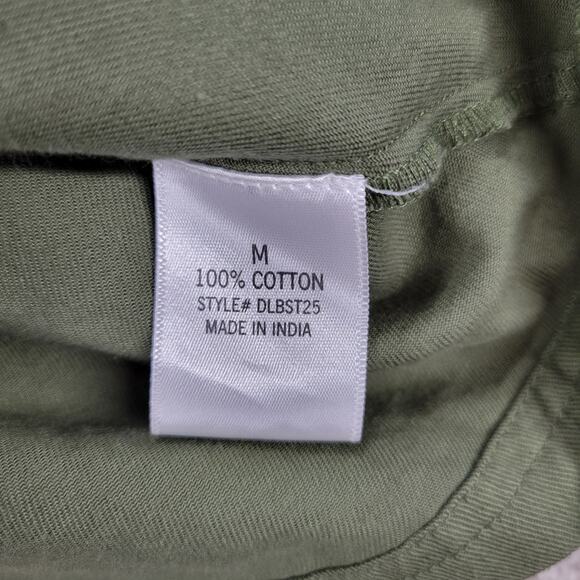 M
100% COTTON
STYLE# DLBST25
MADE IN INDIA